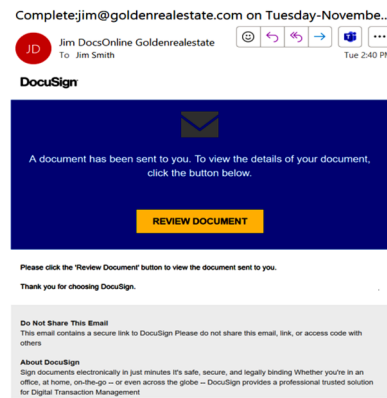 Complete:jim@goldenrealestate.com on Tuesday-Novembe...
JD
Jim DocsOnline Goldenrealestate
To Jim Smith
Tue 2:40 PM
DocuSign
A document has been sent to you. To view the details of your document,
click the button below.
REVIEW DOCUMENT
Please click the 'Review Document' button to view the document sent to you.
Thank you for choosing DocuSign.
Do Not Share This Email
This email contains a secure link to DocuSign Please do not share this email, link, or access code with
others
About DocuSign
Sign documents electronically in just minutes It's safe, secure, and legally binding Whether you're in an
office, at home, on-the-go -- or even across the globe -- DocuSign provides a professional trusted solution
for Digital Transaction Management